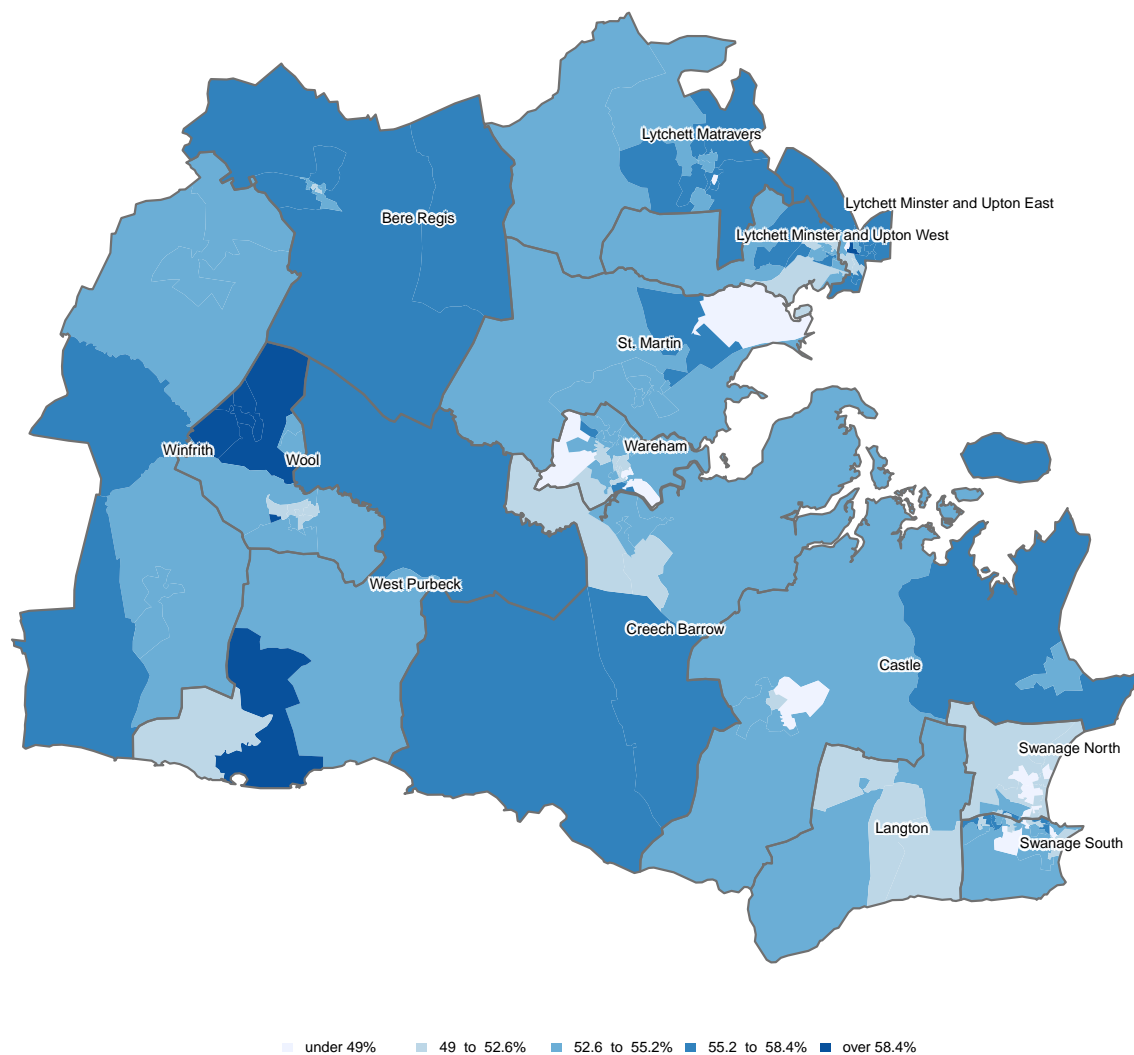 Lytchett Matravers
Lytchett Minster and Upton East
Bere Regis
Lytchett Minster and Upton West
St. Martin
Winfrith
Wareham
Wool
West Purbeck
Creech Barrow
Castle
Swanage North
Langton
Swanage South
under 49% 49 to 52.6% 52.6 to 55.2% 55.2 to 58.4% over 58.4%